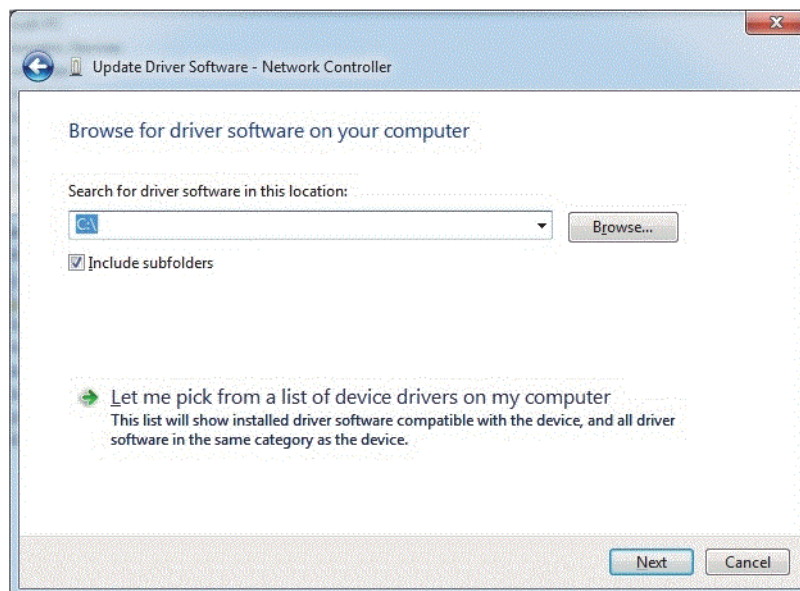 Update Driver Software - Network Controller
Browse for driver software on your computer
Search for driver software in this location:
C:\
Browse...
Include subfolders
Let me pick from a list of device drivers on my computer
This list will show installed driver software compatible with the device, and all driver
software in the same category as the device.
Next
Cancel